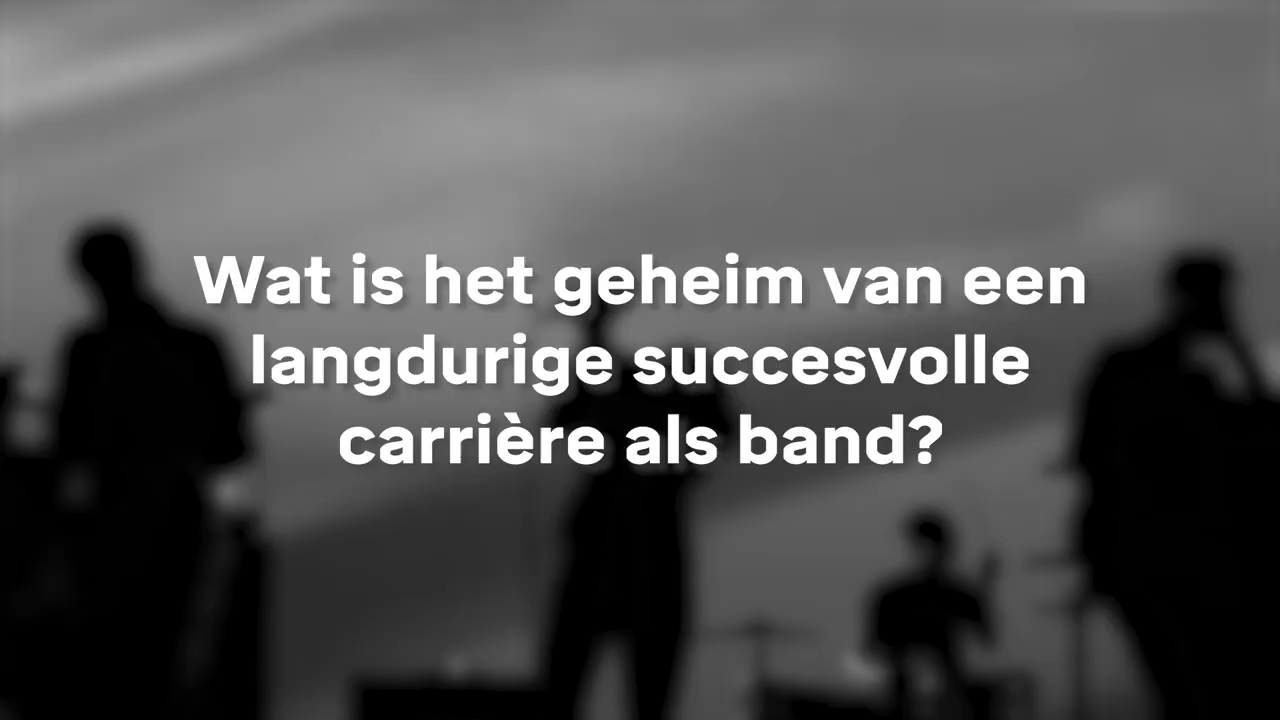 Wat is het geheim van een
langdurige succesvolle
carrière als band?